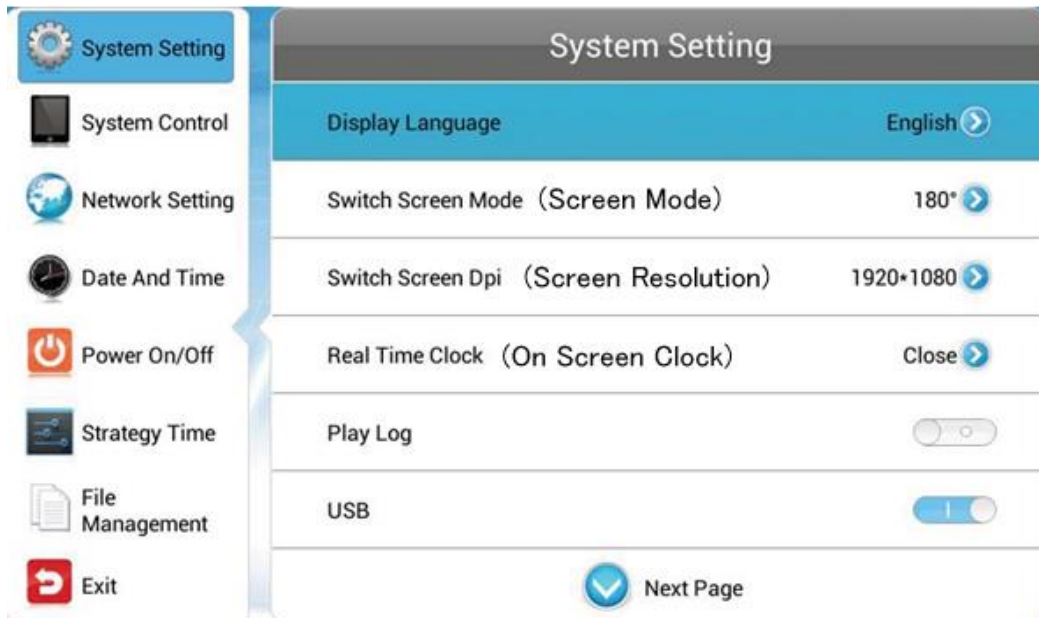 System Setting
System Control
Network Setting
Date And Time
Power On/Off
Strategy Time
File
Management
Exit
System Setting
Display Language English
Switch Screen Mode (Screen Mode) 180°
Switch Screen Dpi (Screen Resolution) 1920*1080
Real Time Clock (On Screen Clock) Close
Play Log
USB
Next Page